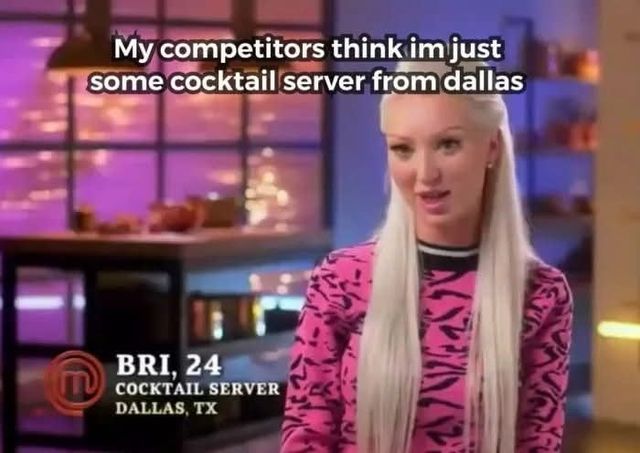 My competitors think im just
some cocktail server from dallas
m
BRI, 24
COCKTAIL SERVER
DALLAS, TX